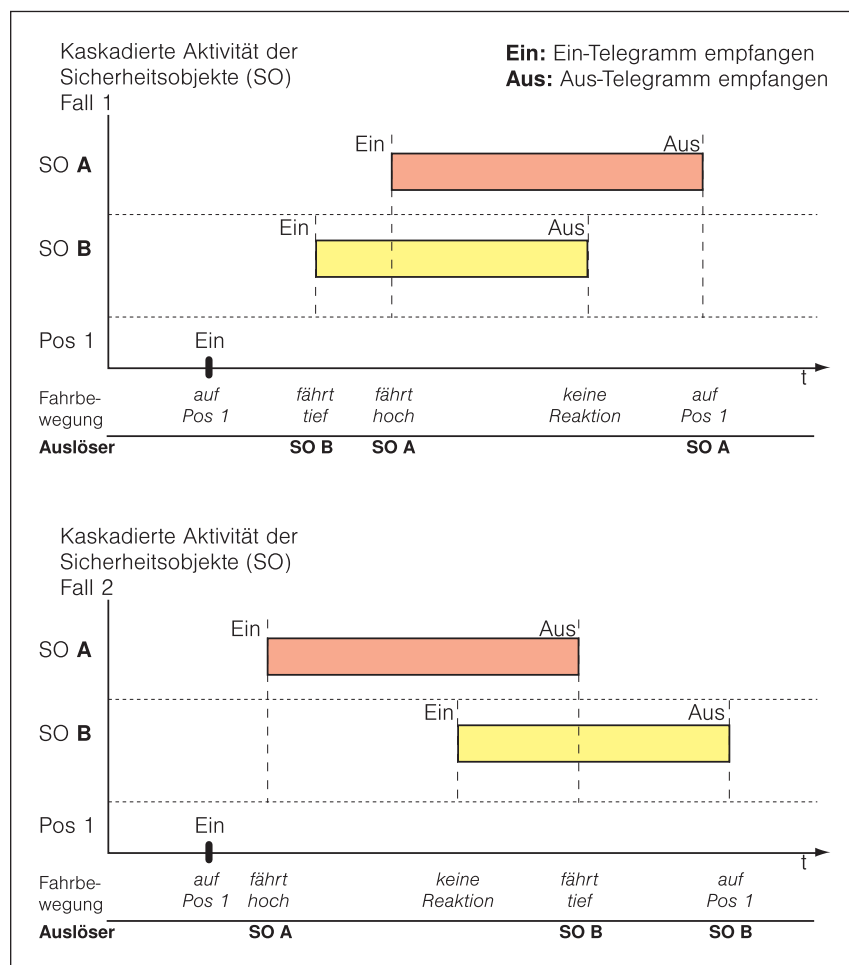 Kaskadierte Aktivität der
Sicherheitsobjekte (SO)
Fall 1
Ein: Ein-Telegramm empfangen
Aus: Aus-Telegramm empfangen
Ein Aus
SO A
Ein Aus
SO B
Pos 1 Ein
t
Fahrbe- auf fährt fährt keine auf
wegung Pos 1 tief hoch Reaktion Pos 1
Auslöser SO B SO A SO A
Kaskadierte Aktivität der
Sicherheitsobjekte (SO)
Fall 2
Ein Aus
SO A
Ein Aus
SO B
Pos 1 Ein
t
Fahrbe- auf fährt keine fährt auf
wegung Pos 1 hoch Reaktion tief Pos 1
Auslöser SO A SO B SO B